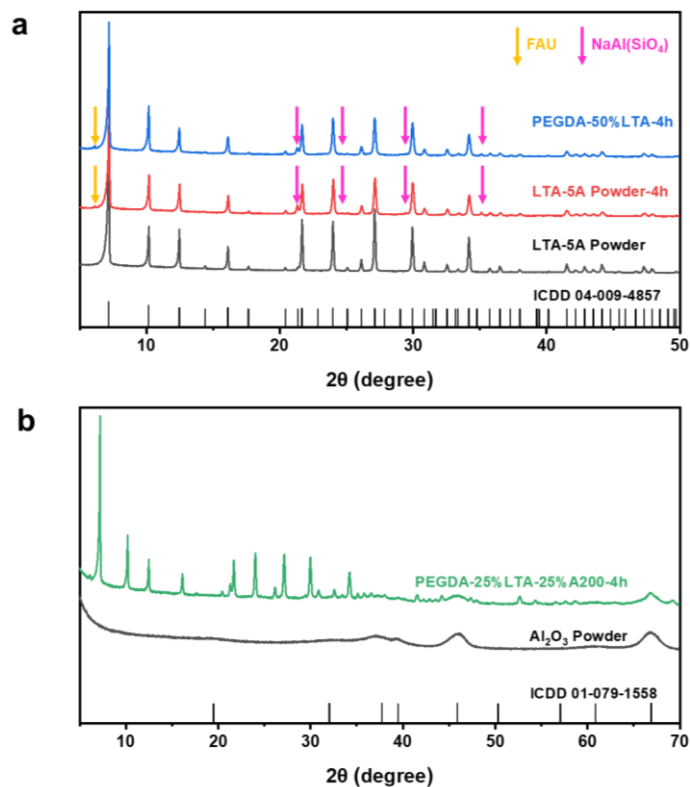 a
FAU
NaAl(SiO₄)
PEGDA-50%LTA-4h
LTA-5A Powder-4h
LTA-5A Powder
ICDD 04-009-4857
10 20 30 40 50
2θ (degree)
b
PEGDA-25%LTA-25%A200-4h
Al₂O₃ Powder
ICDD 01-079-1558
10 20 30 40 50 60 70
2θ (degree)